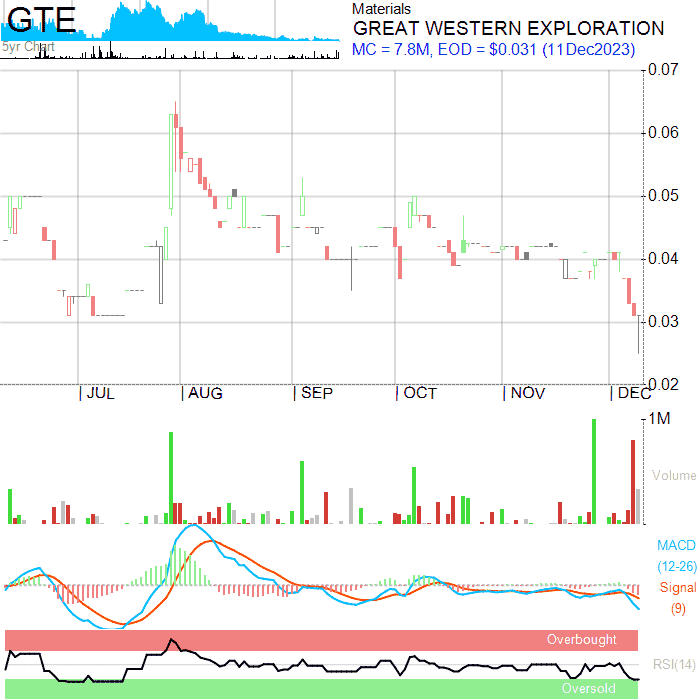 GTE
5yr Chart
Materials
GREAT WESTERN EXPLORATION
MC = 7.8M, EOD = $0.031 (11Dec2023)
0.07
0.06
0.05
0.04
0.03
0.02
JUL AUG SEP OCT NOV DEC
1M
Volume
MACD
(12-26)
Signal
(9)
Overbought
RSI(14)
Oversold